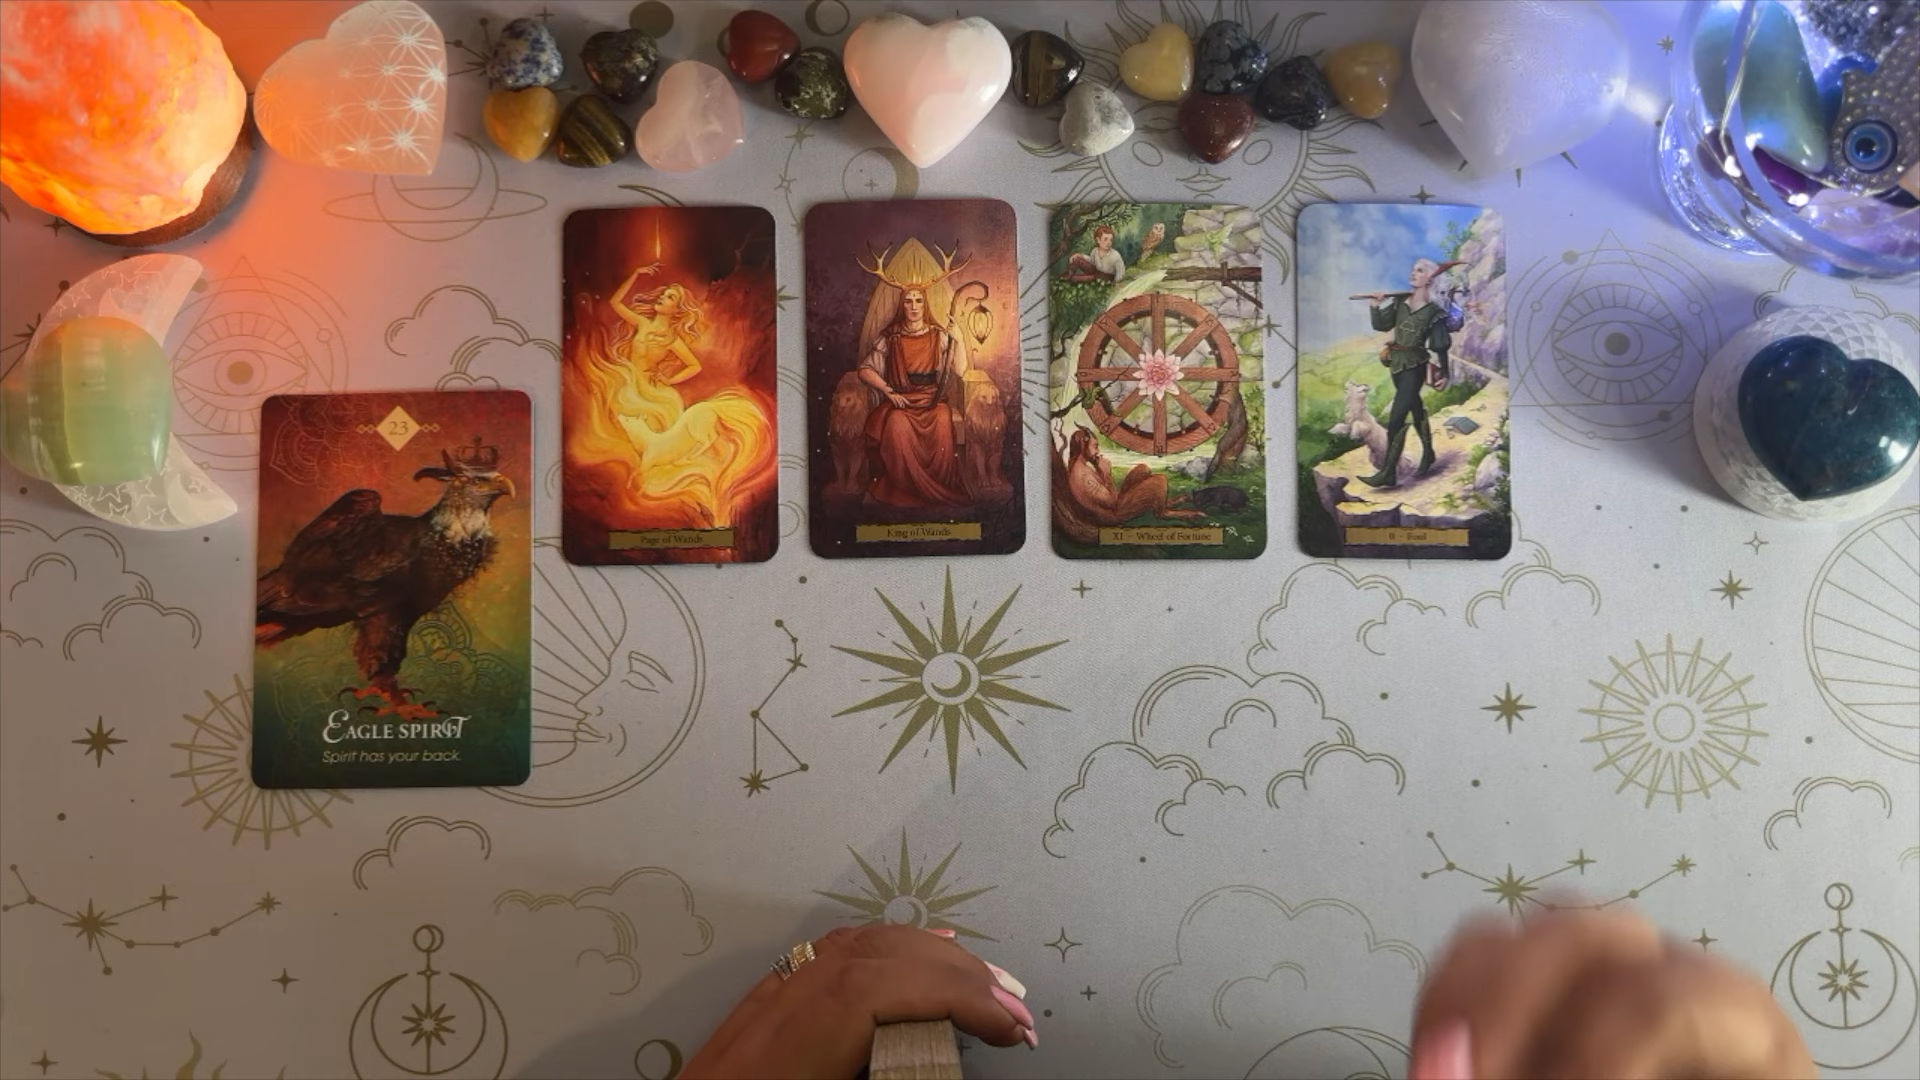 23
EAGLE SPIRIT
Spirit has your back.
Page of Wands
King of Wands
XI - Wheel of Fortune
0 - Fool